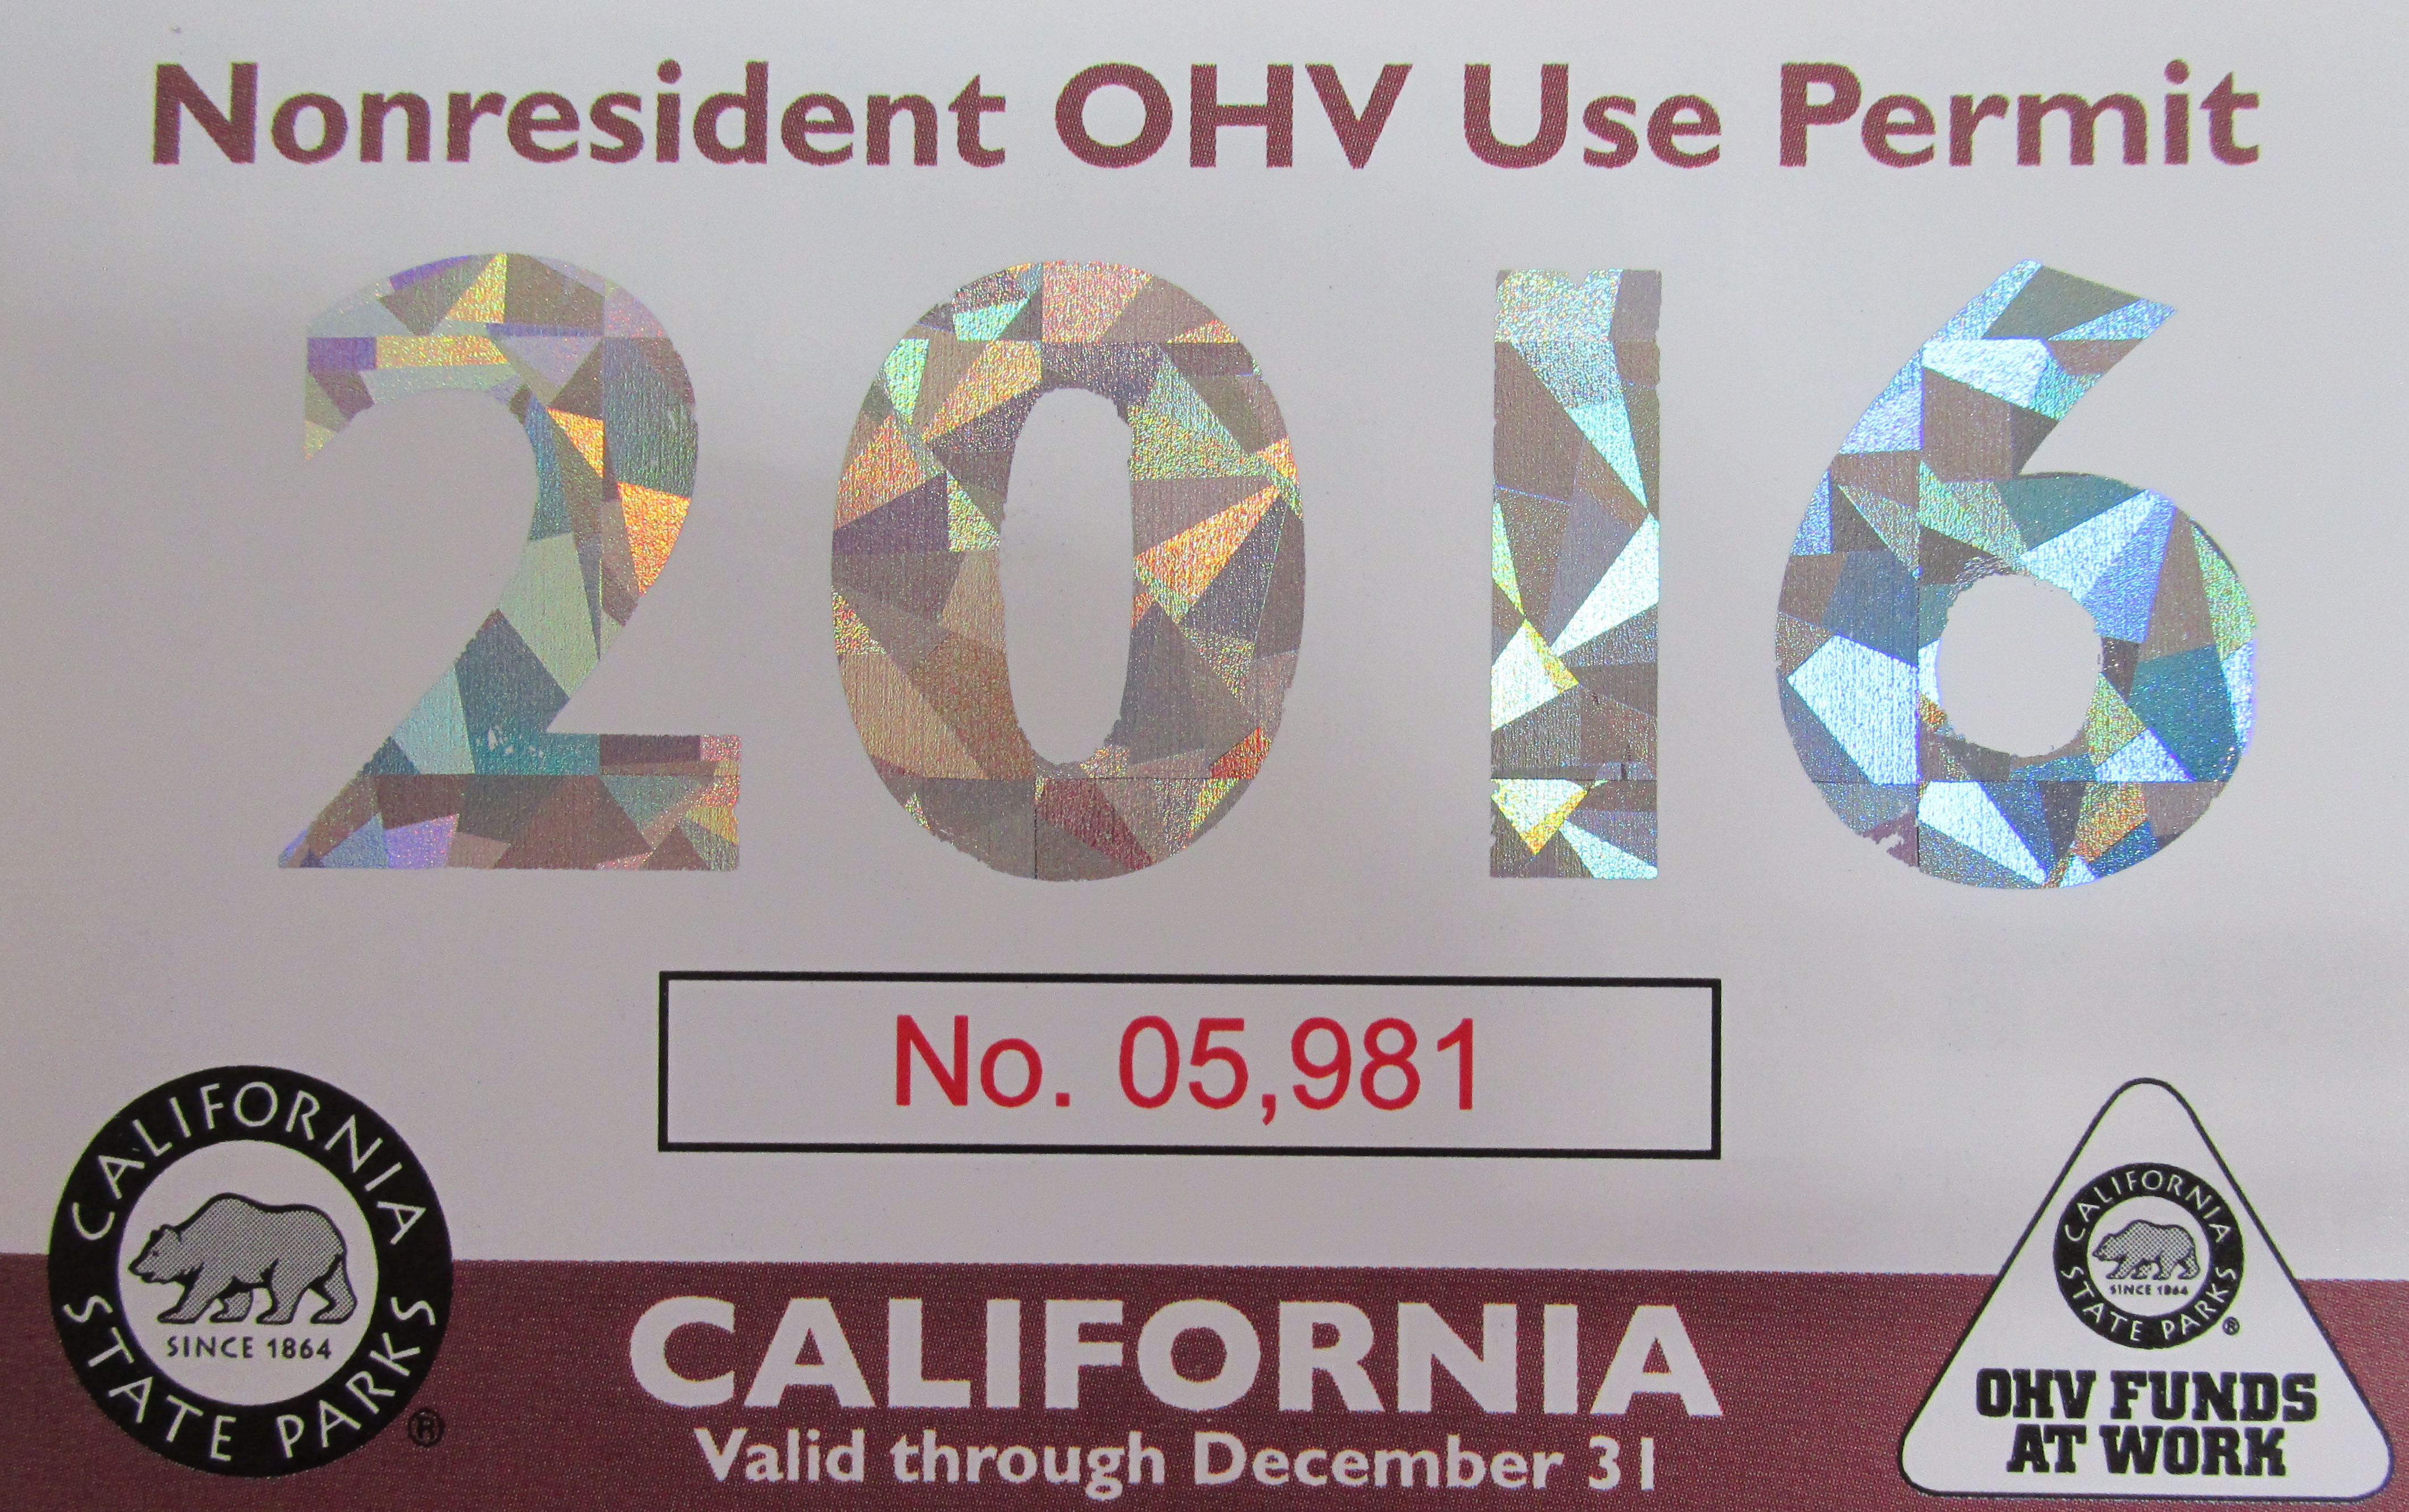 Nonresident OHV Use Permit
2016
No. 05,981
CALIFORNIA
STATE PARKS
SINCE 1864
®
CALIFORNIA
Valid through December 31
CALIFORNIA
STATE PARKS
SINCE 1864
®
OHV FUNDS
AT WORK